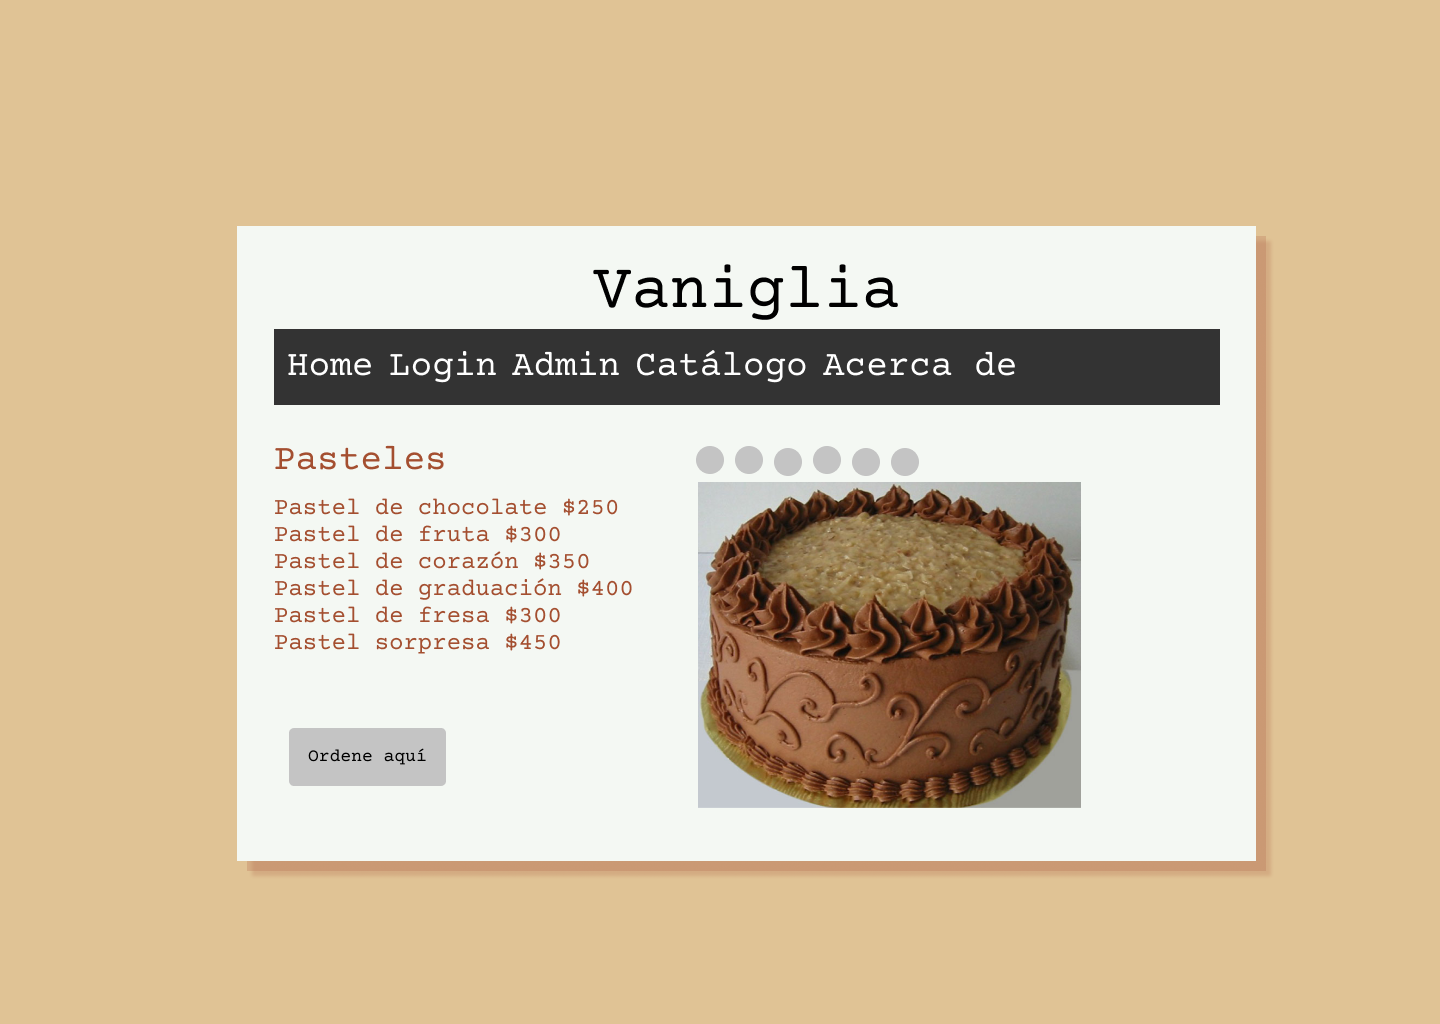 Vaniglia
Home Login Admin Catálogo Acerca de
Pasteles
Pastel de chocolate $250
Pastel de fruta $300
Pastel de corazón $350
Pastel de graduación $400
Pastel de fresa $300
Pastel sorpresa $450
Ordene aquí